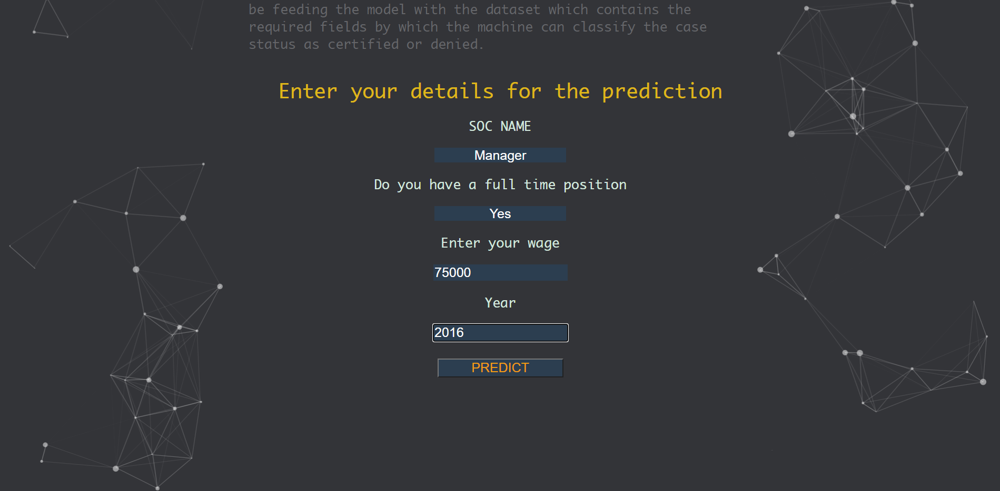 be feeding the model with the dataset which contains the
required fields by which the machine can classify the case
status as certified or denied.
Enter your details for the prediction
SOC NAME
Manager
Do you have a full time position
Yes
Enter your wage
75000
Year
2016
PREDICT